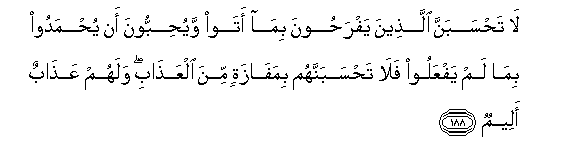 لَا تَحْسَبَنَّ ٱلَّذِينَ يَفْرَحُونَ بِمَآ أَتَوا۟ وَّيُحِبُّونَ أَن يُحْمَدُوا۟
بِمَا لَمْ يَفْعَلُوا۟ فَلَا تَحْسَبَنَّهُم بِمَفَازَةٍ مِّنَ ٱلْعَذَابِ ۖ وَلَهُمْ عَذَابٌ
أَلِيمٌ ١٨٨